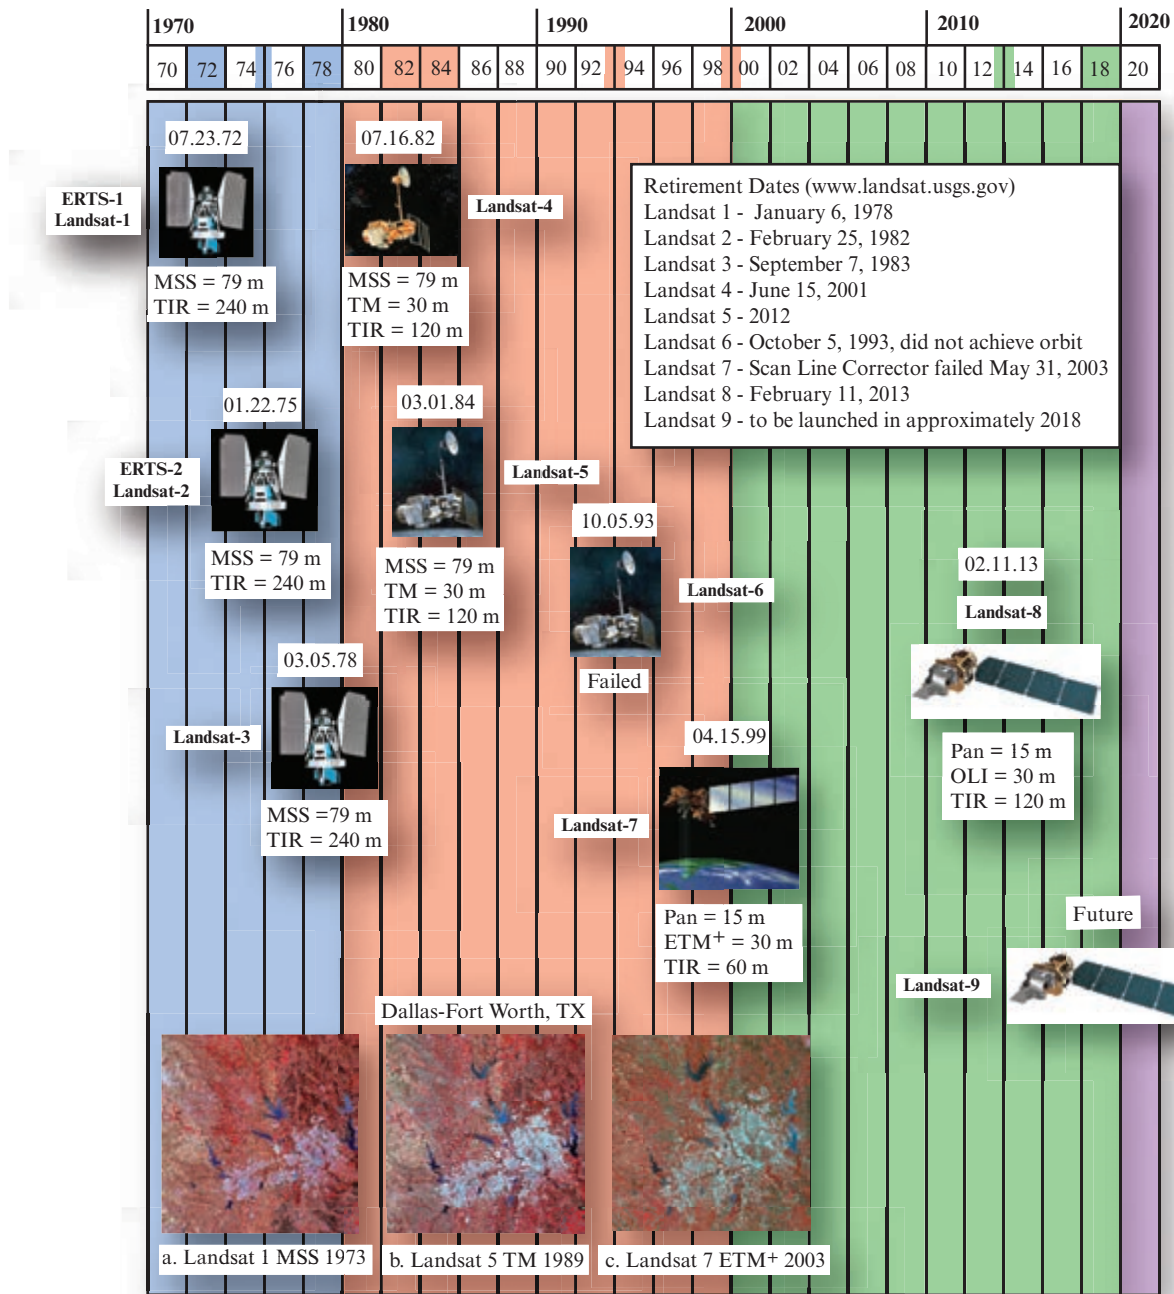 1970 1980 1990 2000 2010 2020
70 72 74 76 78 80 82 84 86 88 90 92 94 96 98 00 02 04 06 08 10 12 14 16 18 20
07.23.72
ERTS-1
Landsat-1
MSS = 79 m
TIR = 240 m
07.16.82
Landsat-4
MSS = 79 m
TM = 30 m
TIR = 120 m
Retirement Dates (www.landsat.usgs.gov)
Landsat 1 - January 6, 1978
Landsat 2 - February 25, 1982
Landsat 3 - September 7, 1983
Landsat 4 - June 15, 2001
Landsat 5 - 2012
Landsat 6 - October 5, 1993, did not achieve orbit
Landsat 7 - Scan Line Corrector failed May 31, 2003
Landsat 8 - February 11, 2013
Landsat 9 - to be launched in approximately 2018
01.22.75
ERTS-2
Landsat-2
MSS = 79 m
TIR = 240 m
03.01.84
Landsat-5
MSS = 79 m
TM = 30 m
TIR = 120 m
10.05.93
Landsat-6
Failed
02.11.13
Landsat-8
Pan = 15 m
OLI = 30 m
TIR = 120 m
03.05.78
Landsat-3
MSS =79 m
TIR = 240 m
04.15.99
Landsat-7
Pan = 15 m
ETM+ = 30 m
TIR = 60 m
Future
Landsat-9
Dallas-Fort Worth, TX
a. Landsat 1 MSS 1973
b. Landsat 5 TM 1989
c. Landsat 7 ETM+ 2003